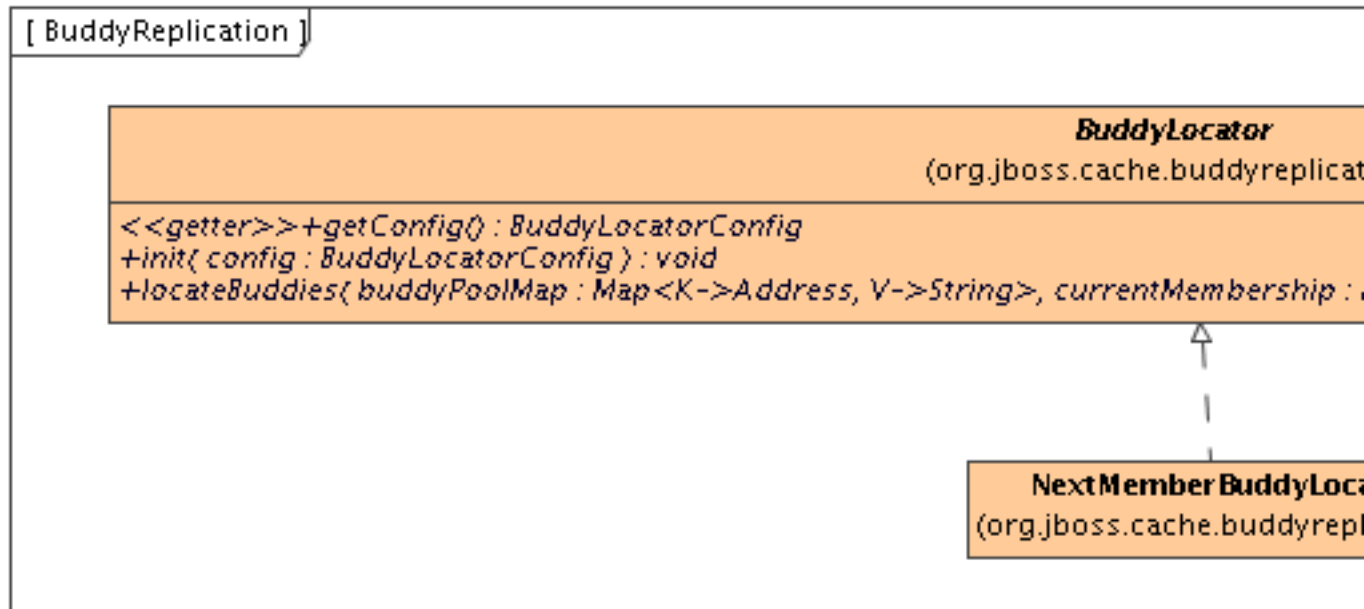 [ BuddyReplication ]
BuddyLocator
(org.jboss.cache.buddyreplicat
<<getter>>+getConfig() : BuddyLocatorConfig
+init( config : BuddyLocatorConfig ) : void
+locateBuddies( buddyPoolMap : Map<K->Address, V->String>, currentMembership :
NextMemberBuddyLoca
(org.jboss.cache.buddyrepl